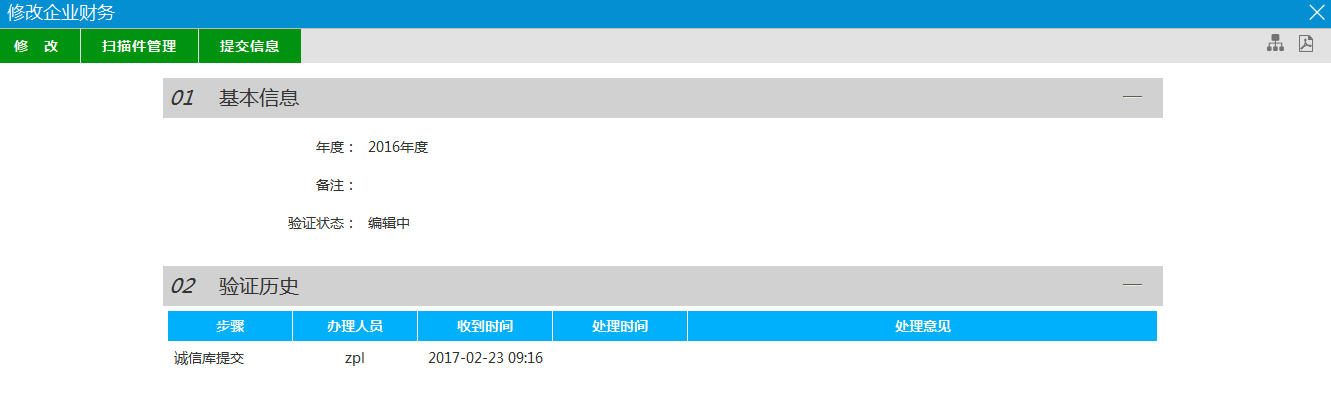 修改企业财务
修 改 扫描件管理 提交信息
01 基本信息
年度： 2016年度
备注：
验证状态： 编辑中
02 验证历史
步骤 办理人员 收到时间 处理时间 处理意见
诚信库提交 zpl 2017-02-23 09:16